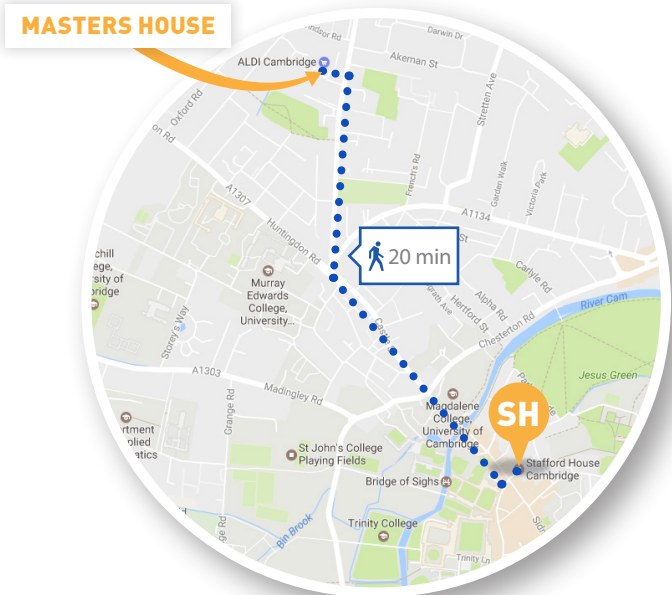 MASTERS HOUSE
Darwin Dr
ALDI Cambridge
Akeman St
Oxford Rd
Stretten Ave
French's Rd
Garden Walk
Victoria Park
A1307
Huntingdon Rd
A1134
20 min
Carlyle Rd
Alpha Rd
Hertford St
Chesterton Rd
River Cam
Murray
Edwards
College,
University...
Storey's Way
A1303
Madingley Rd
Grange Rd
Jesus Green
Magdalene
College,
University of
Cambridge
SH
St John's College
Playing Fields
Stafford House
Cambridge
Bridge of Sighs
Bin Brook
Trinity College
Trinity Ln